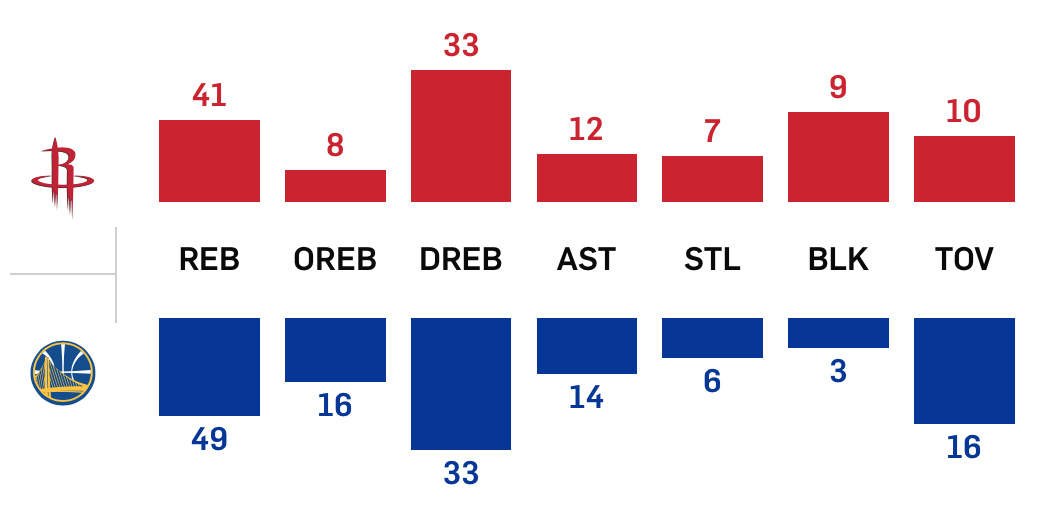 41 8 33 12 7 9 10
R
REB OREB DREB AST STL BLK TOV
49 16 33 14 6 3 16